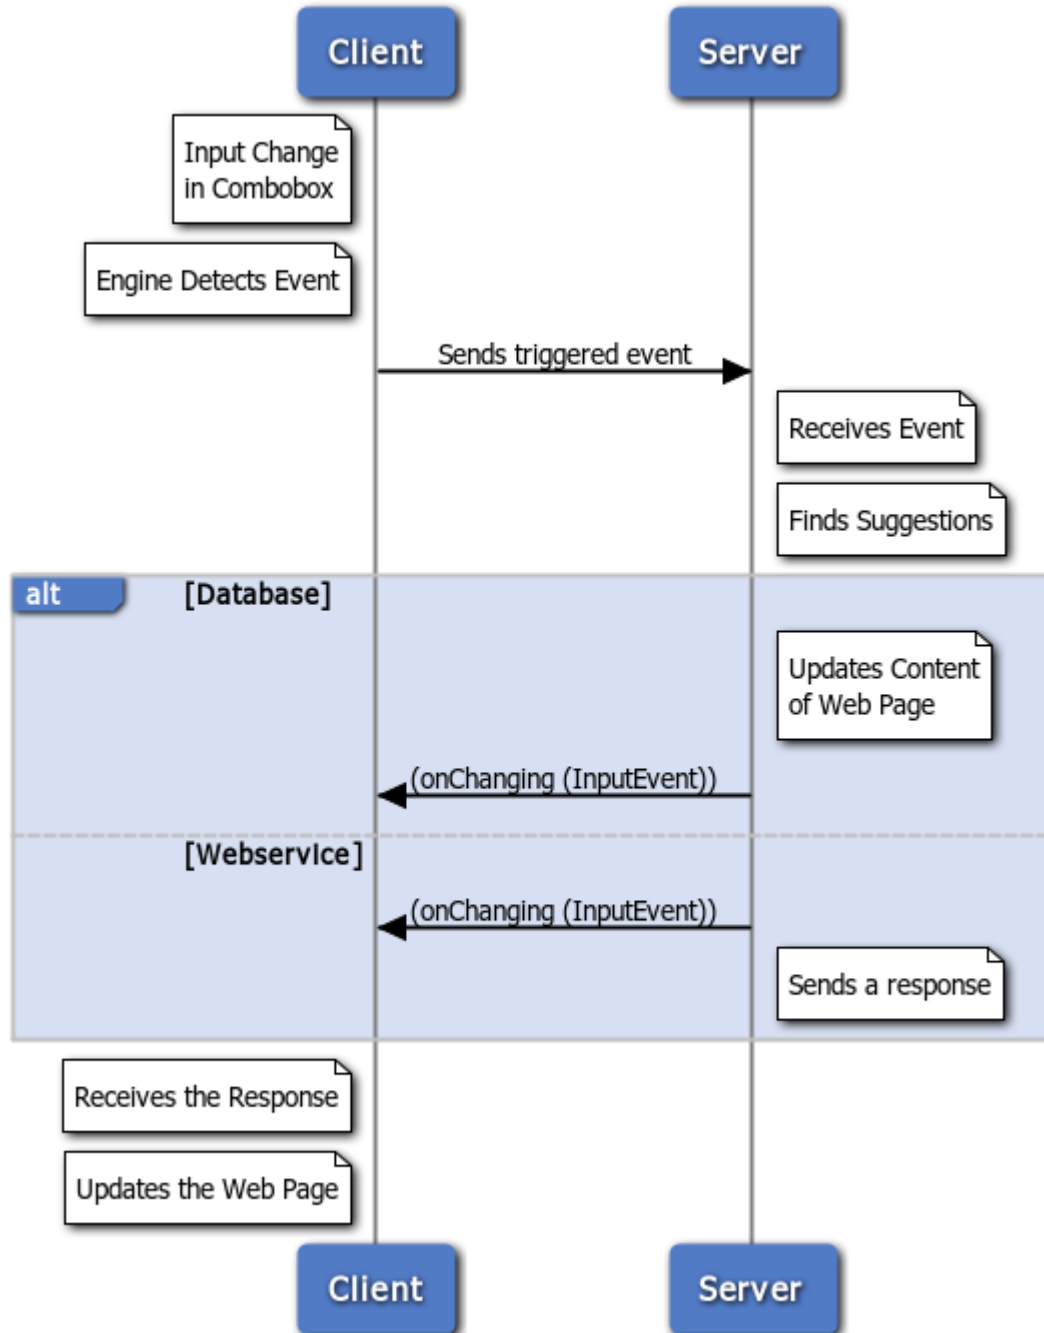 Client
Server
Input Change
in Combobox
Engine Detects Event
Sends triggered event
Receives Event
Finds Suggestions
alt
[Database]
Updates Content
of Web Page
(onChanging (InputEvent))
[Webservice]
(onChanging (InputEvent))
Sends a response
Receives the Response
Updates the Web Page
Client
Server